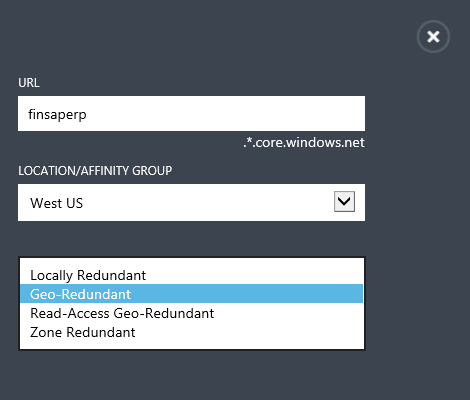 URL
finsaperp
.*.core.windows.net
LOCATION/AFFINITY GROUP
West US
Locally Redundant
Geo-Redundant
Read-Access Geo-Redundant
Zone Redundant